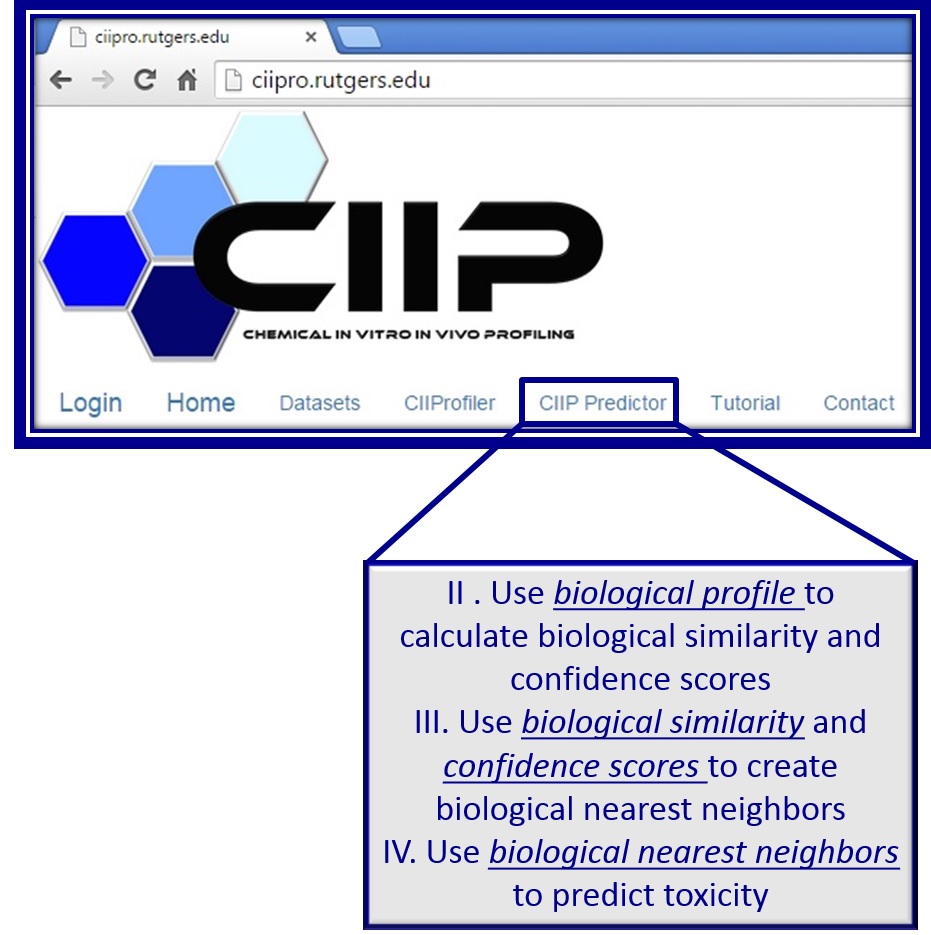 ciipro.rutgers.edu
ciipro.rutgers.edu
CIIP
CHEMICAL IN VITRO IN VIVO PROFILING
Login Home Datasets CIIProfiler CIIP Predictor Tutorial Contact
II . Use biological profile to
calculate biological similarity and
confidence scores
III. Use biological similarity and
confidence scores to create
biological nearest neighbors
IV. Use biological nearest neighbors
to predict toxicity